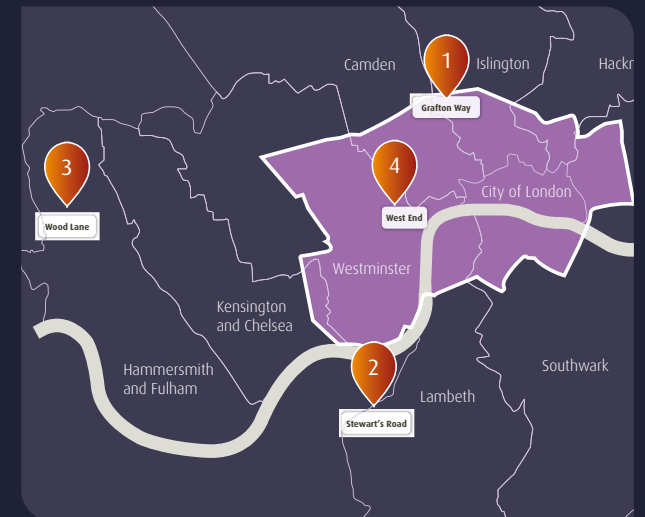 1
Camden
Islington
Hackr
Grafton Way
3
4
City of London
West End
Wood Lane
Westminster
Kensington
and Chelsea
2
Hammersmith
and Fulham
Southwark
Lambeth
Stewart's Road